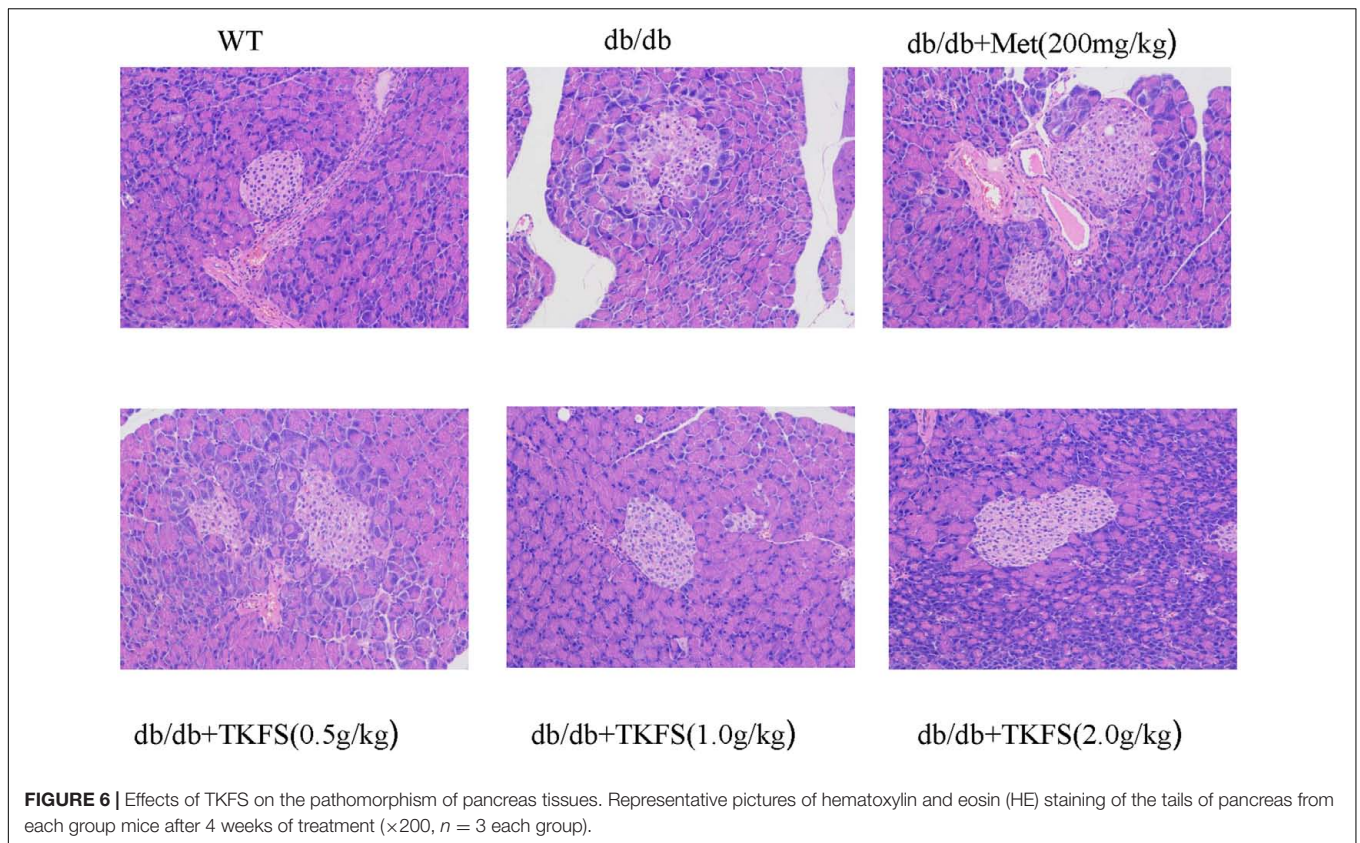 WT
db/db
db/db+Met(200mg/kg)
db/db+TKFS(0.5g/kg)
db/db+TKFS(1.0g/kg)
db/db+TKFS(2.0g/kg)
FIGURE 6 | Effects of TKFS on the pathomorphism of pancreas tissues. Representative pictures of hematoxylin and eosin (HE) staining of the tails of pancreas from
each group mice after 4 weeks of treatment (×200, n = 3 each group).